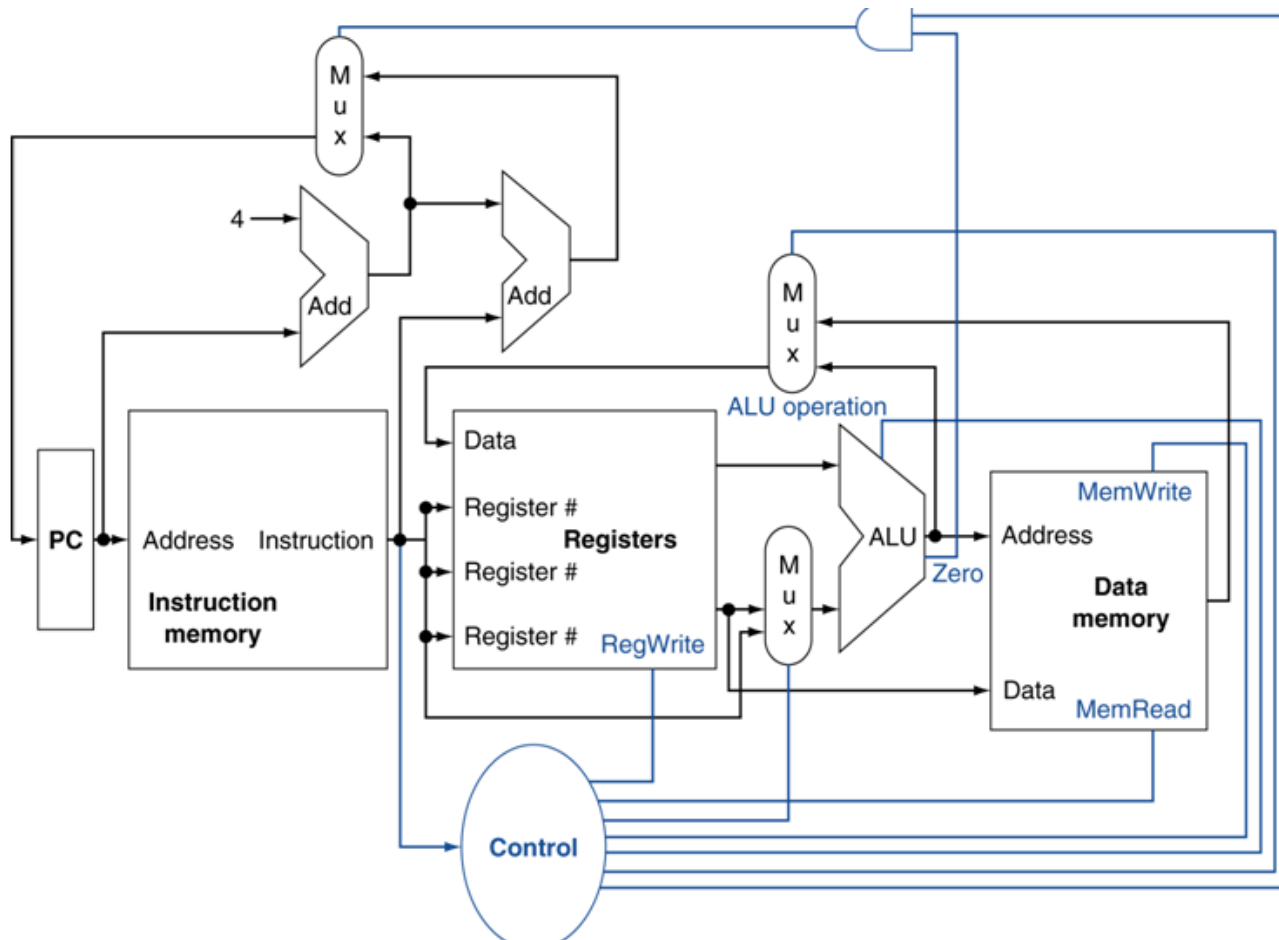 M
u
x
4
Add
Add
M
u
x
ALU operation
Data
Register #
Registers
Register #
Register #
RegWrite
PC
Address
Instruction
Instruction
memory
M
u
x
ALU
Zero
MemWrite
Address
Data
memory
Data
MemRead
Control